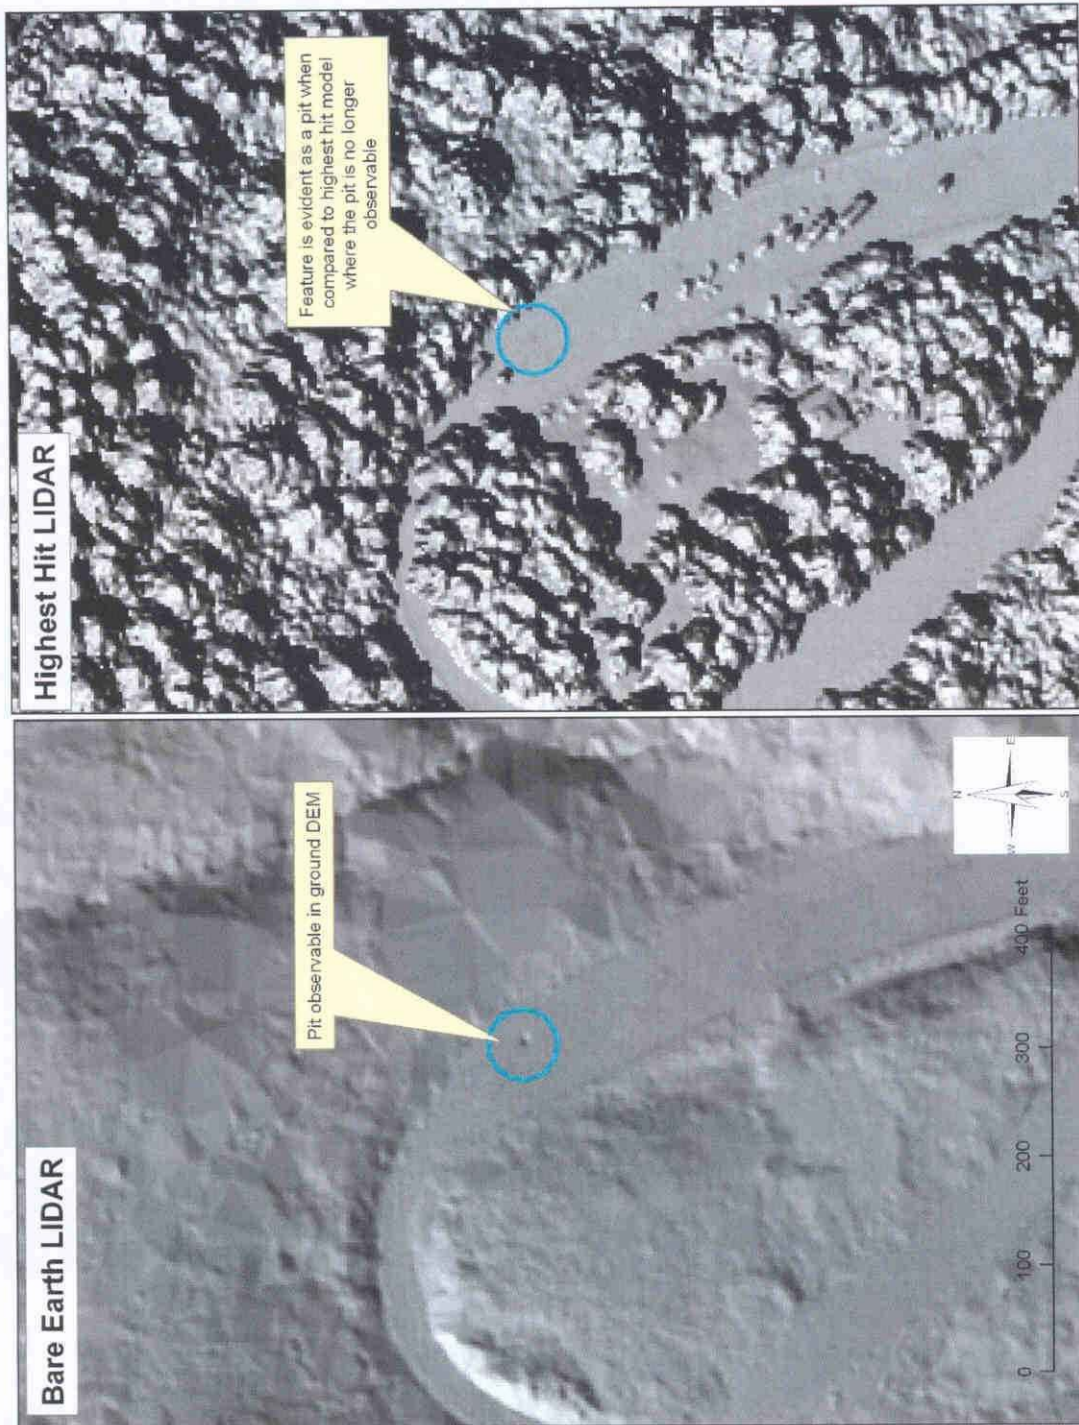 Bare Earth LIDAR
Pit observable in ground DEM
N
W
E
S
0
100
200
300
400 Feet
Highest Hit LIDAR
Feature is evident as a pit when
compared to highest hit model
where the pit is no longer
observable